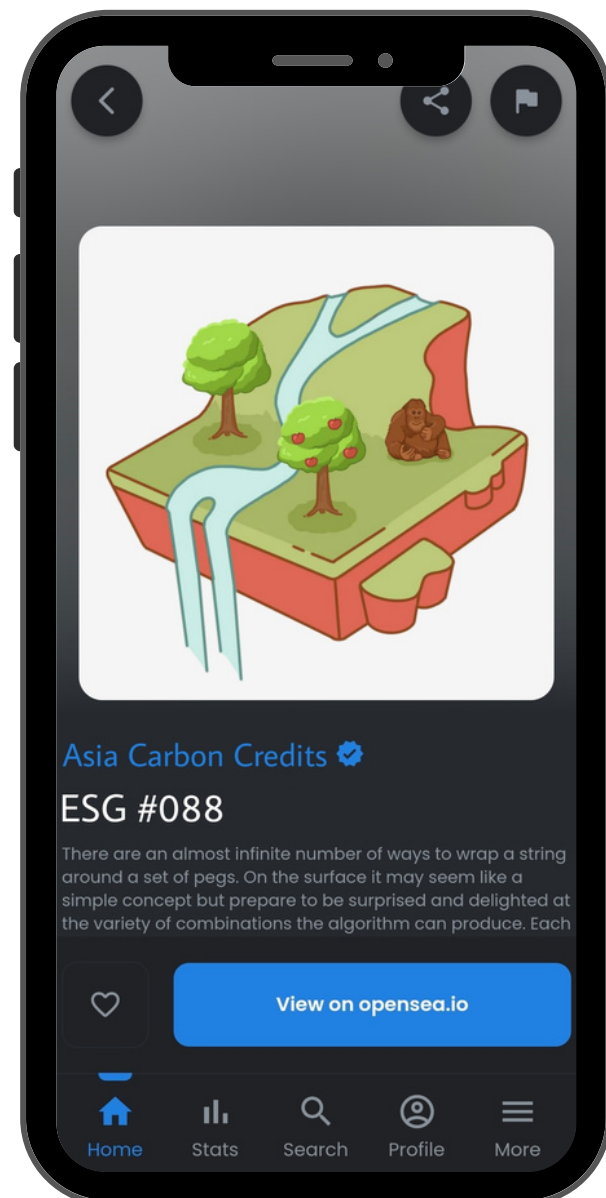 Asia Carbon Credits
ESG #088
There are an almost infinite number of ways to wrap a string
around a set of pegs. On the surface it may seem like a
simple concept but prepare to be surprised and delighted at
the variety of combinations the algorithm can produce. Each
View on opensea.io
Home Stats Search Profile More